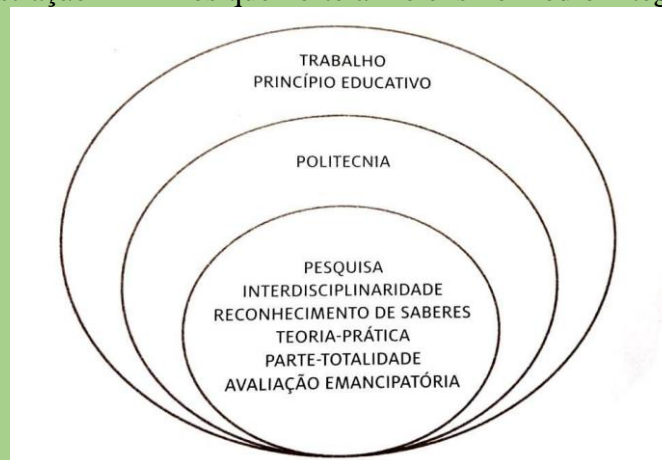 TRABALHO
PRINCÍPIO EDUCATIVO
POLITECNIA
PESQUISA
INTERDISCIPLINARIDADE
RECONHECIMENTO DE SABERES
TEORIA-PRÁTICA
PARTE-TOTALIDADE
AVALIAÇÃO EMANCIPATÓRIA